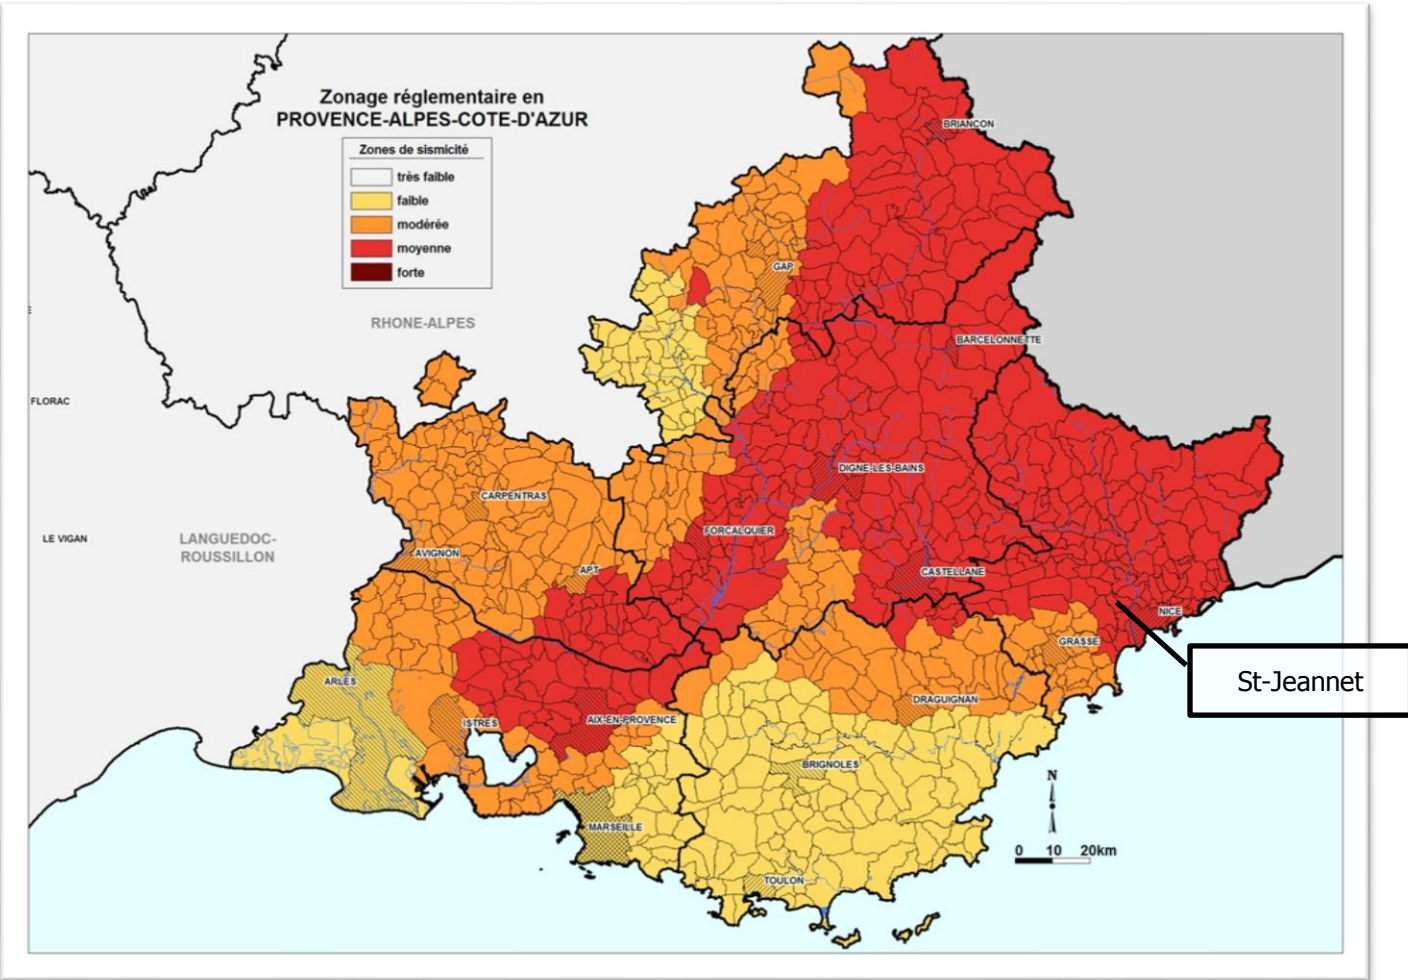 Zonage réglementaire en
PROVENCE-ALPES-COTE-D'AZUR
Zones de sismicité
très faible
faible
modérée
moyenne
forte
BRIANCON
GAP
RHONE-ALPES
BARCELONNETTE
FLORAC
DIGNE-LES-BAINS
CARPENTRAS
FORCALQUIER
LE VIGAN
LANGUEDOC-
ROUSSILLON
AVIGNON
APT
CASTELLANE
NICE
GRASSE
St-Jeannet
ARLES
DRAGUIGNAN
ISTRES
AIX-EN-PROVENCE
BRIGNOLES
N
MARSEILLE
0 10 20km
TOULON